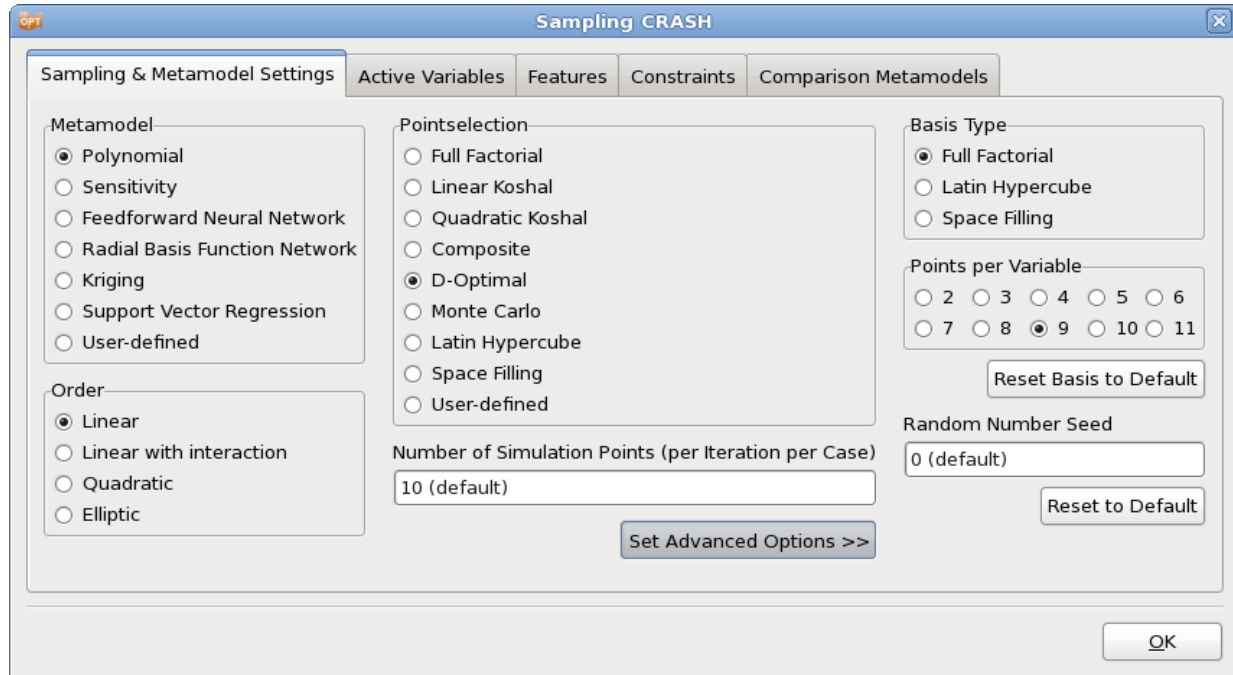 OPT
Sampling CRASH
Sampling & Metamodel Settings
Active Variables
Features
Constraints
Comparison Metamodels
Metamodel
Polynomial
Sensitivity
Feedforward Neural Network
Radial Basis Function Network
Kriging
Support Vector Regression
User-defined
Order
Linear
Linear with interaction
Quadratic
Elliptic
Pointselection
Full Factorial
Linear Koshal
Quadratic Koshal
Composite
D-Optimal
Monte Carlo
Latin Hypercube
Space Filling
User-defined
Number of Simulation Points (per Iteration per Case)
10 (default)
Set Advanced Options >>
Basis Type
Full Factorial
Latin Hypercube
Space Filling
Points per Variable
2 3 4 5 6
7 8 9 10 11
Reset Basis to Default
Random Number Seed
0 (default)
Reset to Default
OK